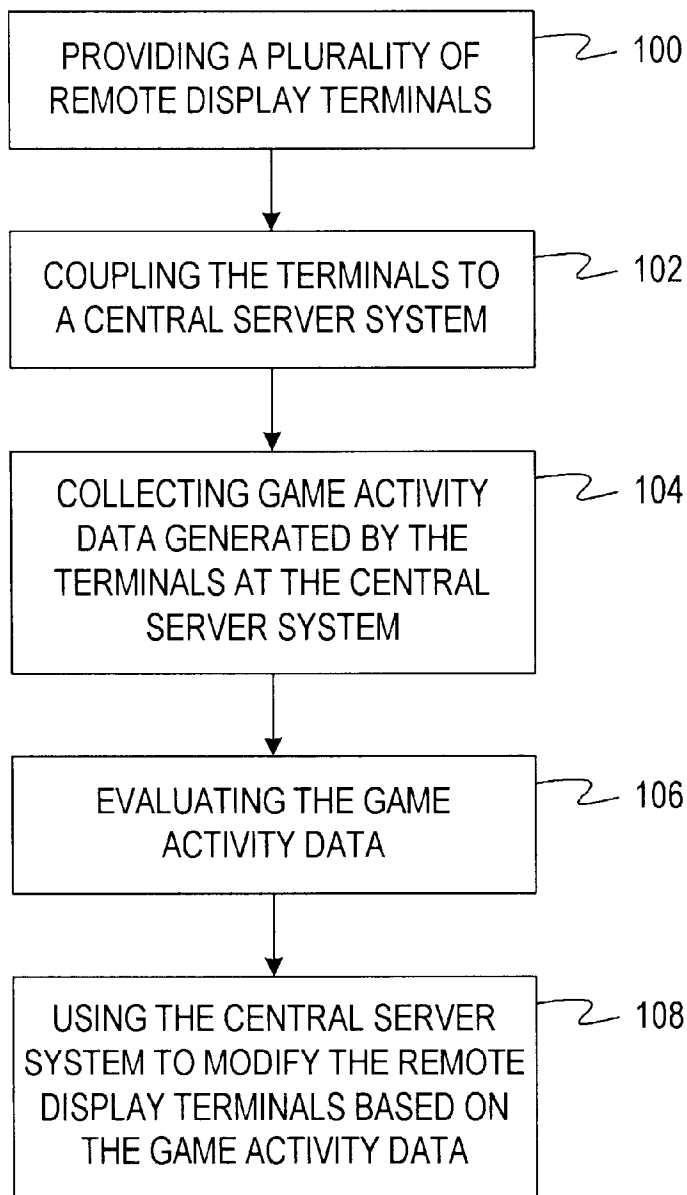 PROVIDING A PLURALITY OF
REMOTE DISPLAY TERMINALS
100
COUPLING THE TERMINALS TO
A CENTRAL SERVER SYSTEM
102
COLLECTING GAME ACTIVITY
DATA GENERATED BY THE
TERMINALS AT THE CENTRAL
SERVER SYSTEM
104
EVALUATING THE GAME
ACTIVITY DATA
106
USING THE CENTRAL SERVER
SYSTEM TO MODIFY THE REMOTE
DISPLAY TERMINALS BASED ON
THE GAME ACTIVITY DATA
108